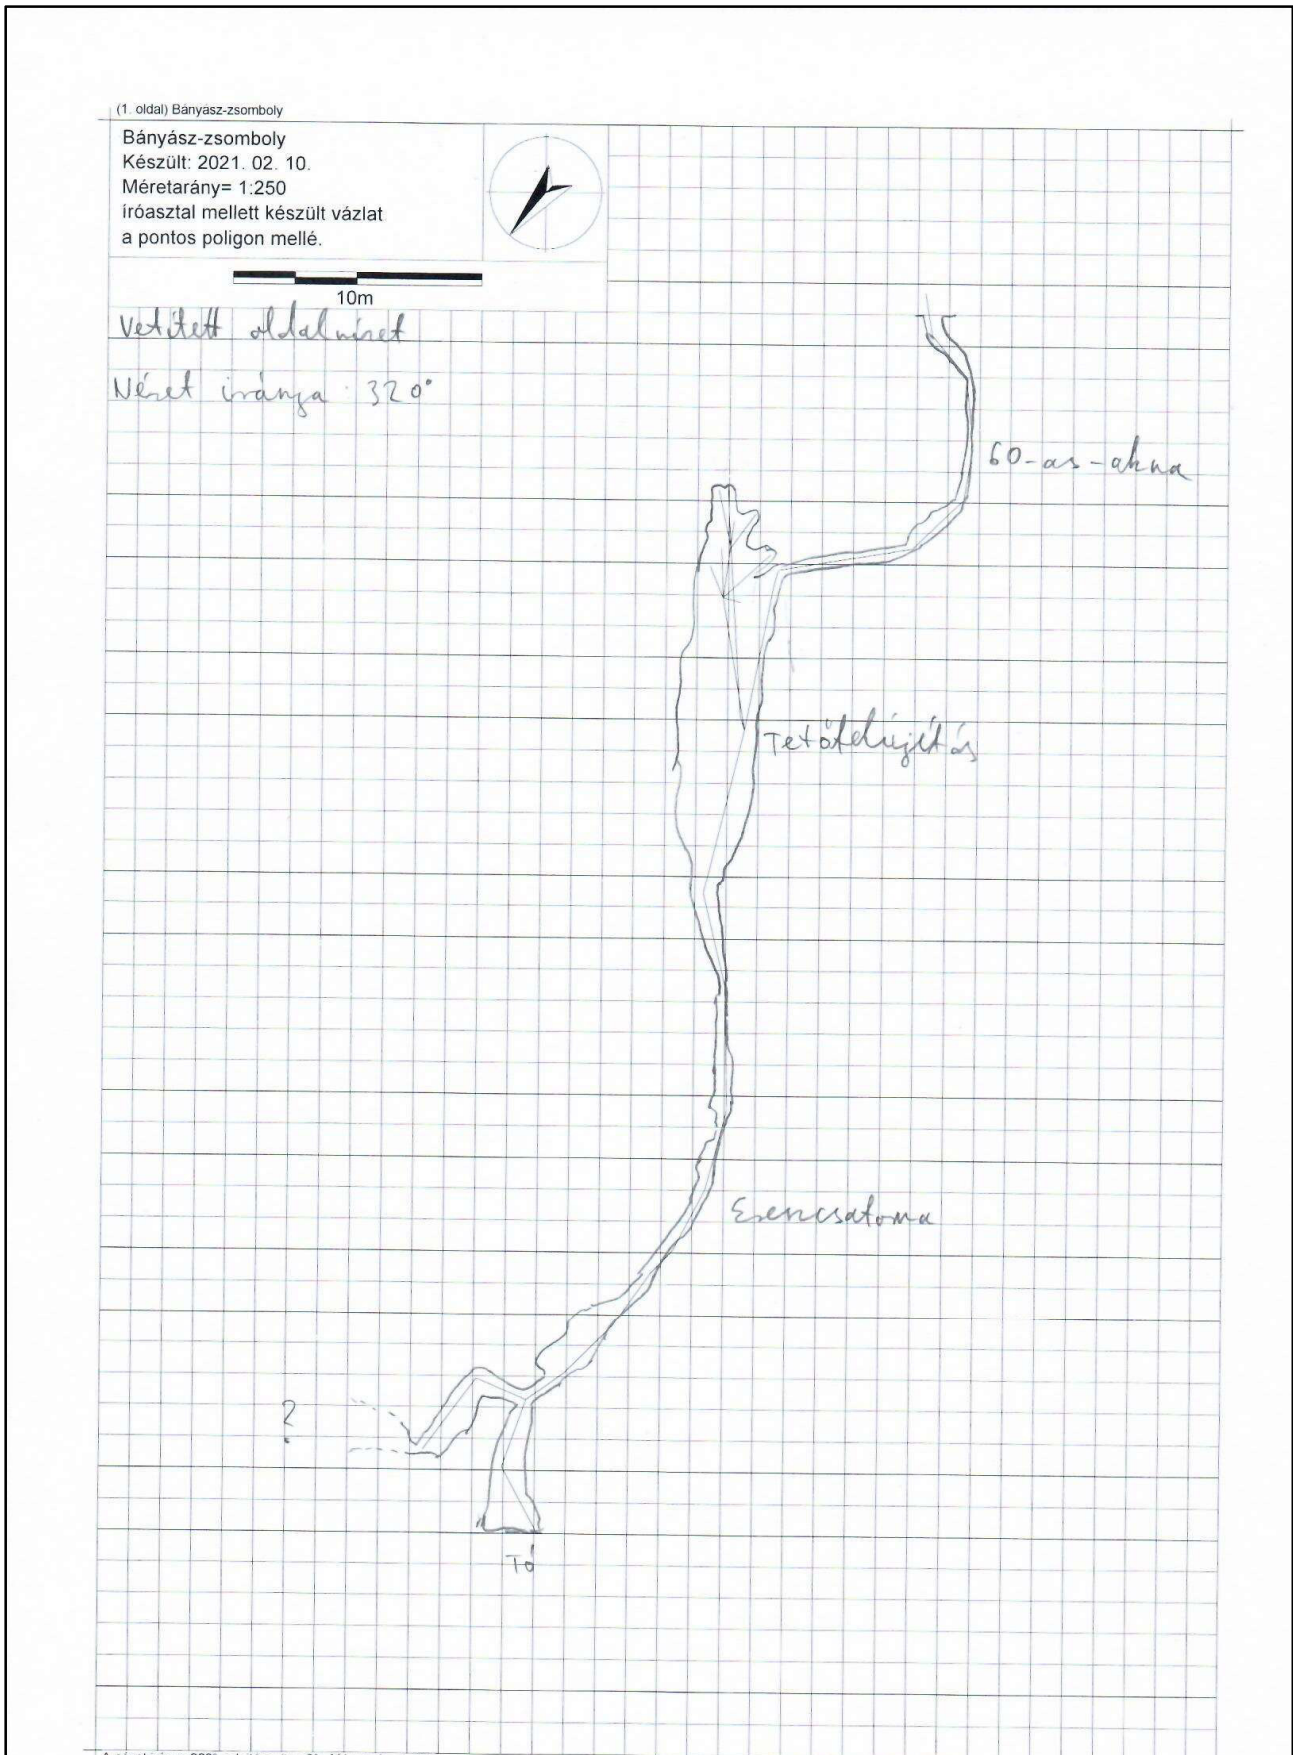 (1. oldal) Bányász-zsomboly
Bányász-zsomboly
Készült: 2021. 02. 10.
Méretarány= 1:250
íróasztal mellett készült vázlat
a pontos poligon mellé.
10m
Vetített oldalnézet
Nézet iránya 320°
60-as-akna
Tetőfelújítás
Ereszcsatorna
?
Tó